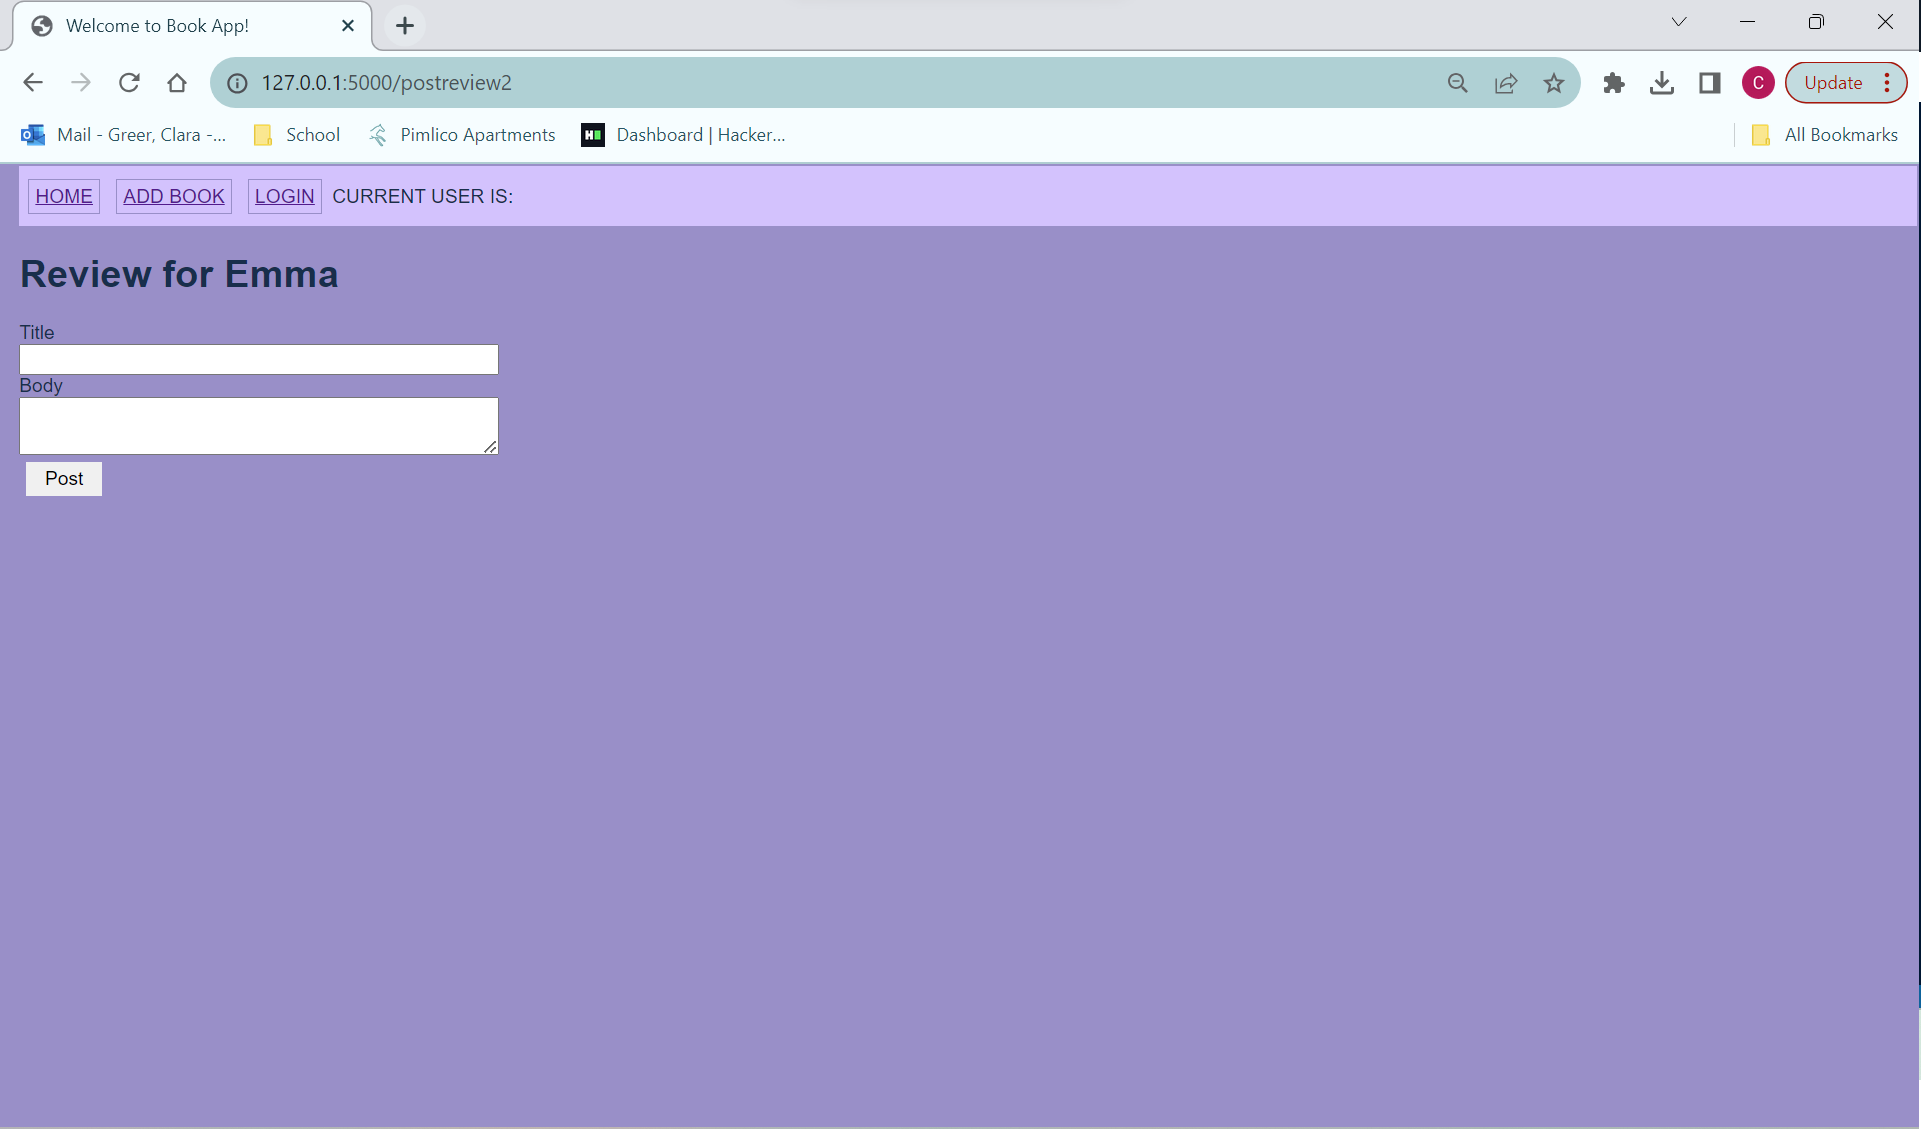 Welcome to Book App!
127.0.0.1:5000/postreview2
C
Update
Mail - Greer, Clara -...
School
Pimlico Apartments
Dashboard | Hacker...
All Bookmarks
HOME ADD BOOK LOGIN CURRENT USER IS:
Review for Emma
Title
Body
Post